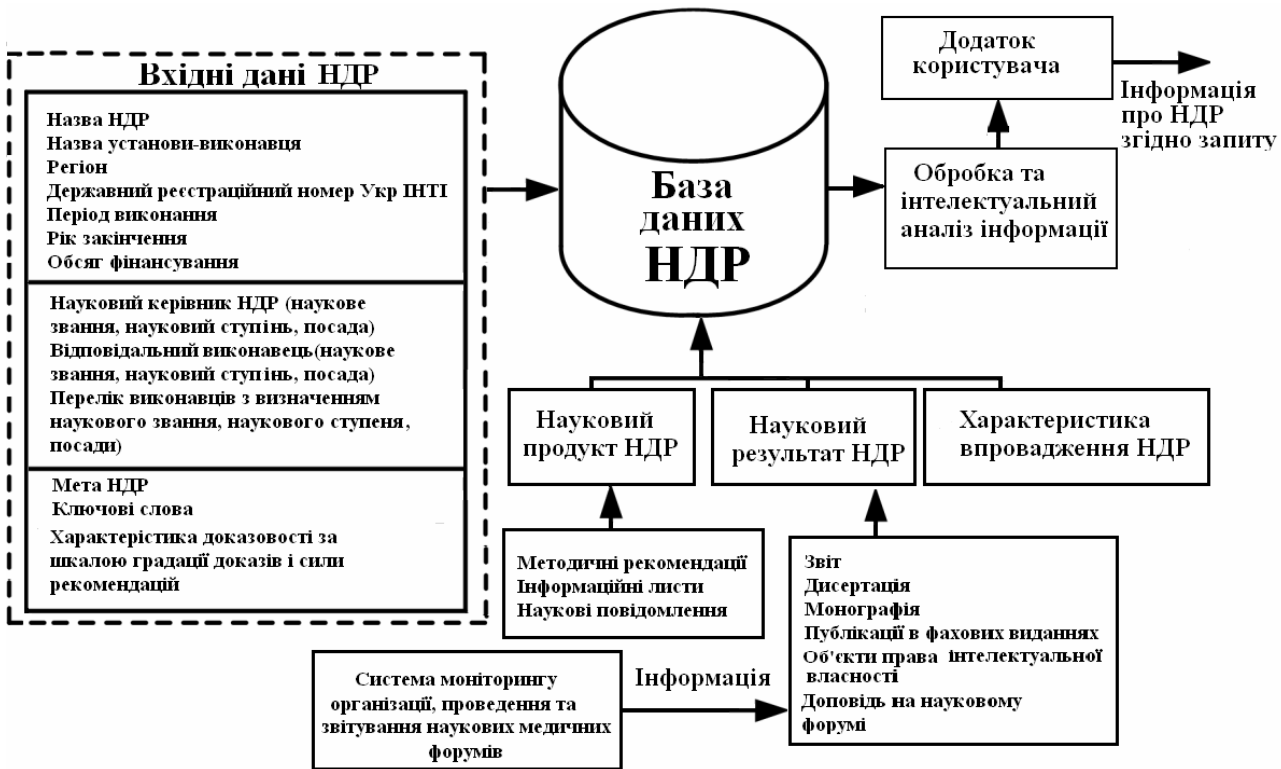 Вхідні дані НДР
Назва НДР
Назва установи-виконавця
Регіон
Державний реєстраційний номер Укр ІНТІ
Період виконання
Рік закінчення
Обсяг фінансування
Науковий керівник НДР (наукове
звання, науковий ступінь, посада)
Відповідальний виконавець(наукове
звання, науковий ступінь, посада)
Перелік виконавців з визначенням
наукового звання, наукового ступеня,
посади)
Мета НДР
Ключові слова
Характерістика доказовості за
шкалою градації доказів і сили
рекомендацій
База
даних
НДР
Додаток
користувача
Інформація
про НДР
згідно запиту
Обробка та
інтелектуальний
аналіз інформації
Науковий
продукт НДР
Науковий
результат НДР
Характеристика
впровадження НДР
Методичні рекомендації
Інформаційні листи
Наукові повідомлення
Звіт
Дисертація
Монографія
Публікації в фахових виданнях
Об'єкти права інтелектуальної
власності
Доповідь на науковому
форумі
Система моніторингу
організації, проведення та
звітування наукових медичних
форумів
Інформація